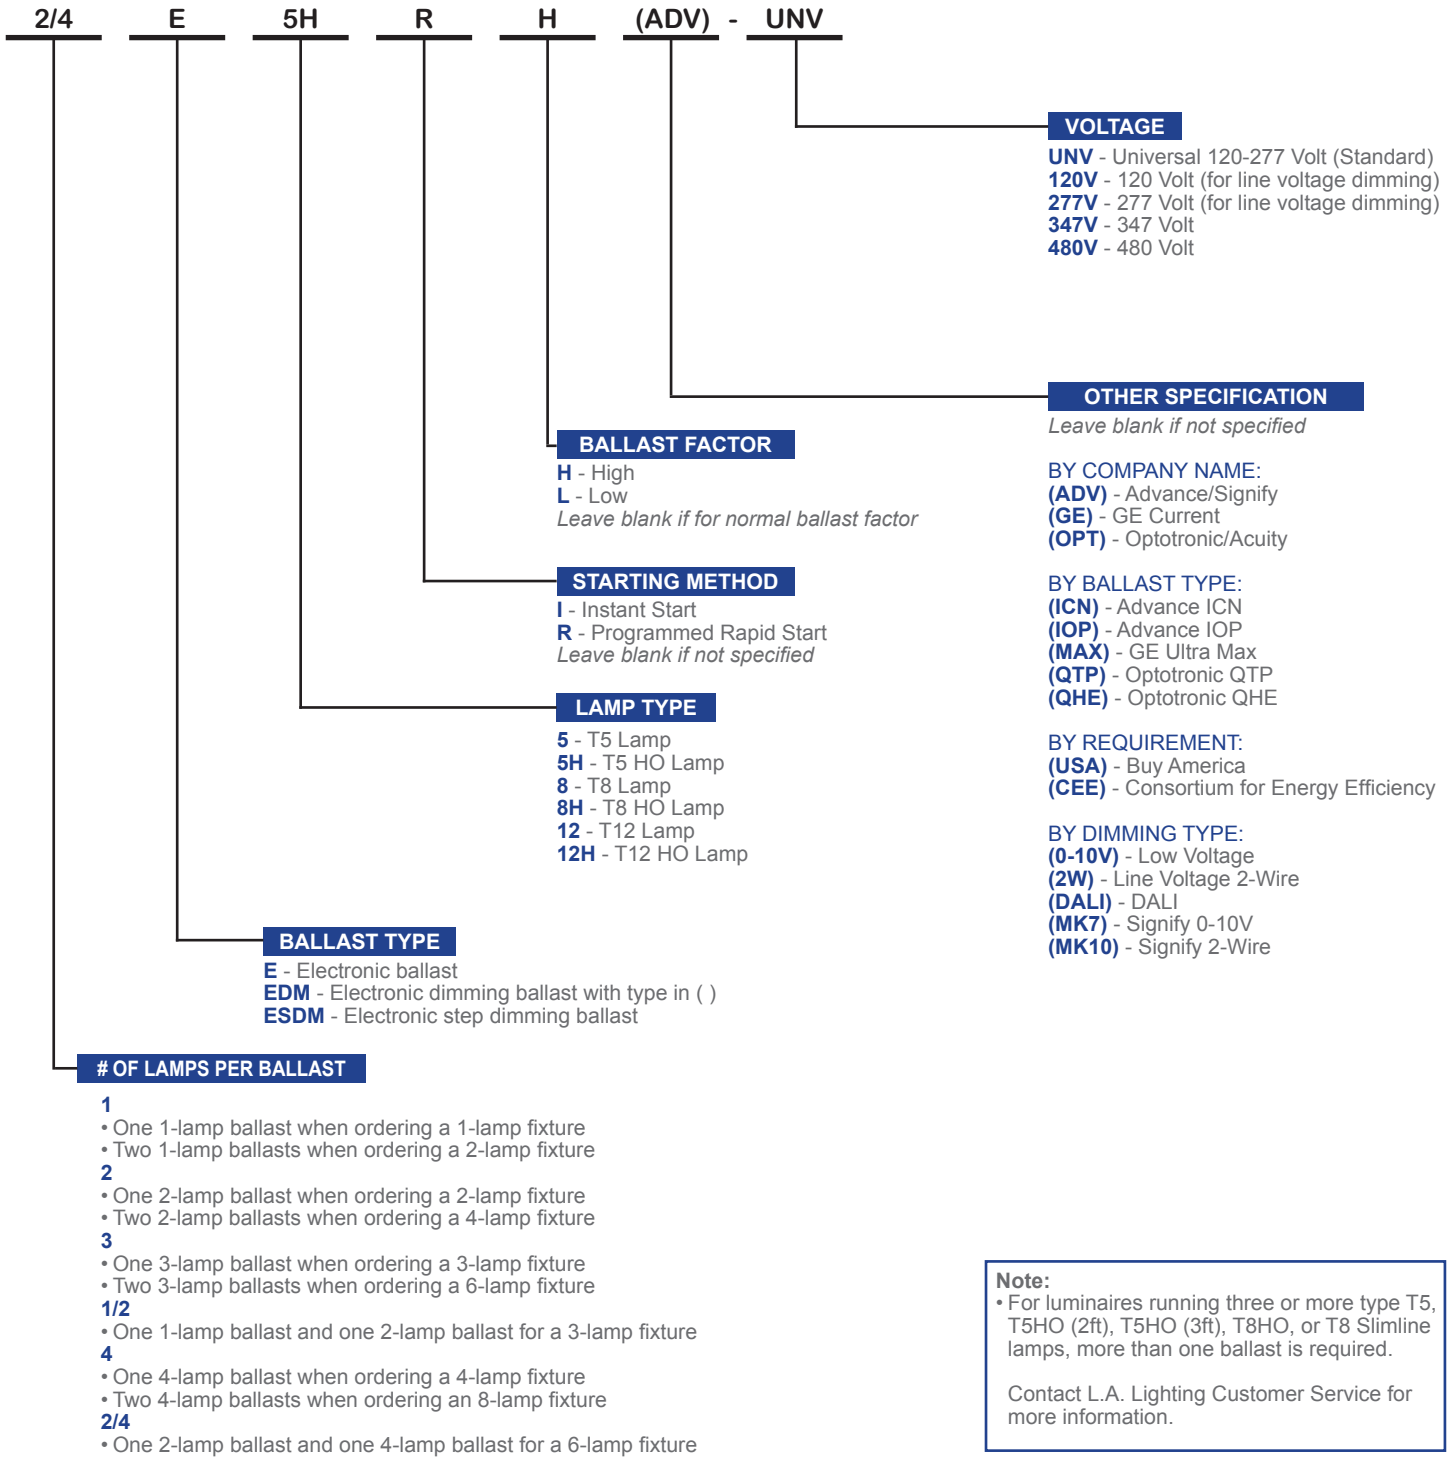 2/4 E 5H R H (ADV) - UNV
VOLTAGE
UNV - Universal 120-277 Volt (Standard)
120V - 120 Volt (for line voltage dimming)
277V - 277 Volt (for line voltage dimming)
347V - 347 Volt
480V - 480 Volt
OTHER SPECIFICATION
Leave blank if not specified
BY COMPANY NAME:
(ADV) - Advance/Signify
(GE) - GE Current
(OPT) - Optotronic/Acuity
BY BALLAST TYPE:
(ICN) - Advance ICN
(IOP) - Advance IOP
(MAX) - GE Ultra Max
(QTP) - Optotronic QTP
(QHE) - Optotronic QHE
BY REQUIREMENT:
(USA) - Buy America
(CEE) - Consortium for Energy Efficiency
BY DIMMING TYPE:
(0-10V) - Low Voltage
(2W) - Line Voltage 2-Wire
(DALI) - DALI
(MK7) - Signify 0-10V
(MK10) - Signify 2-Wire
BALLAST FACTOR
H - High
L - Low
Leave blank if for normal ballast factor
STARTING METHOD
I - Instant Start
R - Programmed Rapid Start
Leave blank if not specified
LAMP TYPE
5 - T5 Lamp
5H - T5 HO Lamp
8 - T8 Lamp
8H - T8 HO Lamp
12 - T12 Lamp
12H - T12 HO Lamp
BALLAST TYPE
E - Electronic ballast
EDM - Electronic dimming ballast with type in ( )
ESDM - Electronic step dimming ballast
# OF LAMPS PER BALLAST
1
• One 1-lamp ballast when ordering a 1-lamp fixture
• Two 1-lamp ballasts when ordering a 2-lamp fixture
2
• One 2-lamp ballast when ordering a 2-lamp fixture
• Two 2-lamp ballasts when ordering a 4-lamp fixture
3
• One 3-lamp ballast when ordering a 3-lamp fixture
• Two 3-lamp ballasts when ordering a 6-lamp fixture
1/2
• One 1-lamp ballast and one 2-lamp ballast for a 3-lamp fixture
4
• One 4-lamp ballast when ordering a 4-lamp fixture
• Two 4-lamp ballasts when ordering an 8-lamp fixture
2/4
• One 2-lamp ballast and one 4-lamp ballast for a 6-lamp fixture
Note:
• For luminaires running three or more type T5,
T5HO (2ft), T5HO (3ft), T8HO, or T8 Slimline
lamps, more than one ballast is required.
Contact L.A. Lighting Customer Service for
more information.